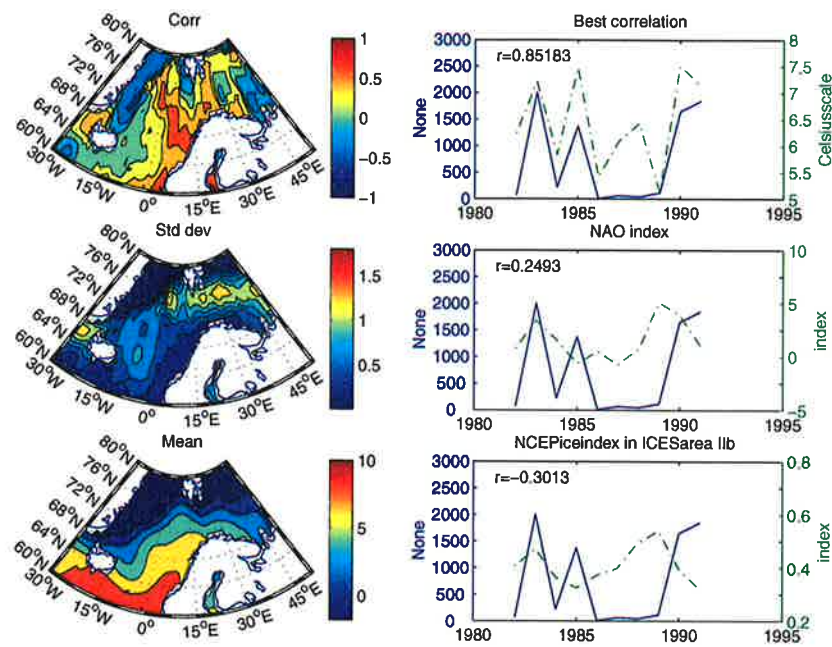 Corr
80°N
76°N
72°N
68°N
64°N
60°N
30°W
15°W
0°
15°E
30°E
45°E
1
0.5
0
−0.5
−1
Best correlation
r=0.85183
3000
2500
2000
1500
1000
500
0
None
8
7.5
7
6.5
6
5.5
5
Celsiusscale
1980
1985
1990
1995
Std dev
80°N
76°N
72°N
68°N
64°N
60°N
30°W
15°W
0°
15°E
30°E
45°E
1.5
1
0.5
NAO index
r=0.2493
3000
2500
2000
1500
1000
500
0
None
10
5
0
−5
index
1980
1985
1990
1995
Mean
80°N
76°N
72°N
68°N
64°N
60°N
30°W
15°W
0°
15°E
30°E
45°E
10
5
0
NCEPiceindex in ICESarea IIb
r=−0.3013
3000
2500
2000
1500
1000
500
0
None
0.8
0.6
0.4
0.2
index
1980
1985
1990
1995